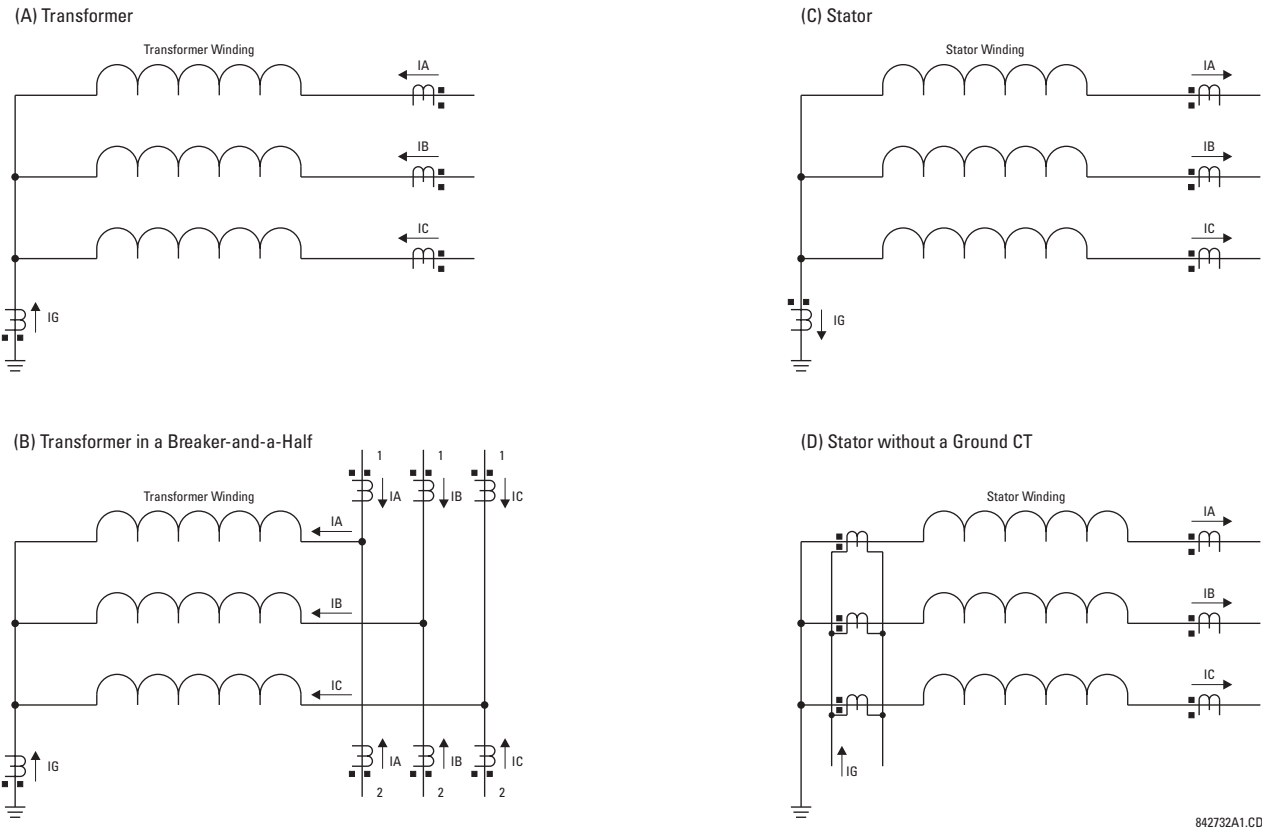 (A) Transformer
Transformer Winding
IA
IB
IC
IG
(C) Stator
Stator Winding
IA
IB
IC
IG
(B) Transformer in a Breaker-and-a-Half
1 1 1
Transformer Winding
IA IB IC
IA
IB
IC
IG
IA IB IC
2 2 2
(D) Stator without a Ground CT
Stator Winding
IA
IB
IC
IG
842732A1.CD